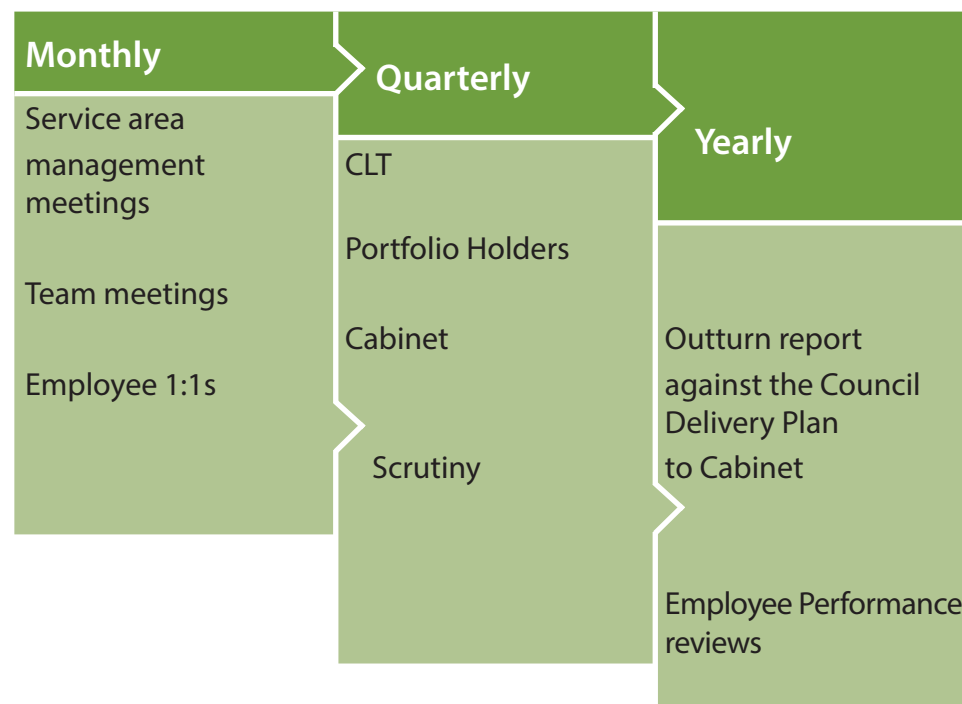 Monthly
Service area
management
meetings
Team meetings
Employee 1:1s
Quarterly
CLT
Portfolio Holders
Cabinet
Scrutiny
Yearly
Outturn report
against the Council
Delivery Plan
to Cabinet
Employee Performance
reviews